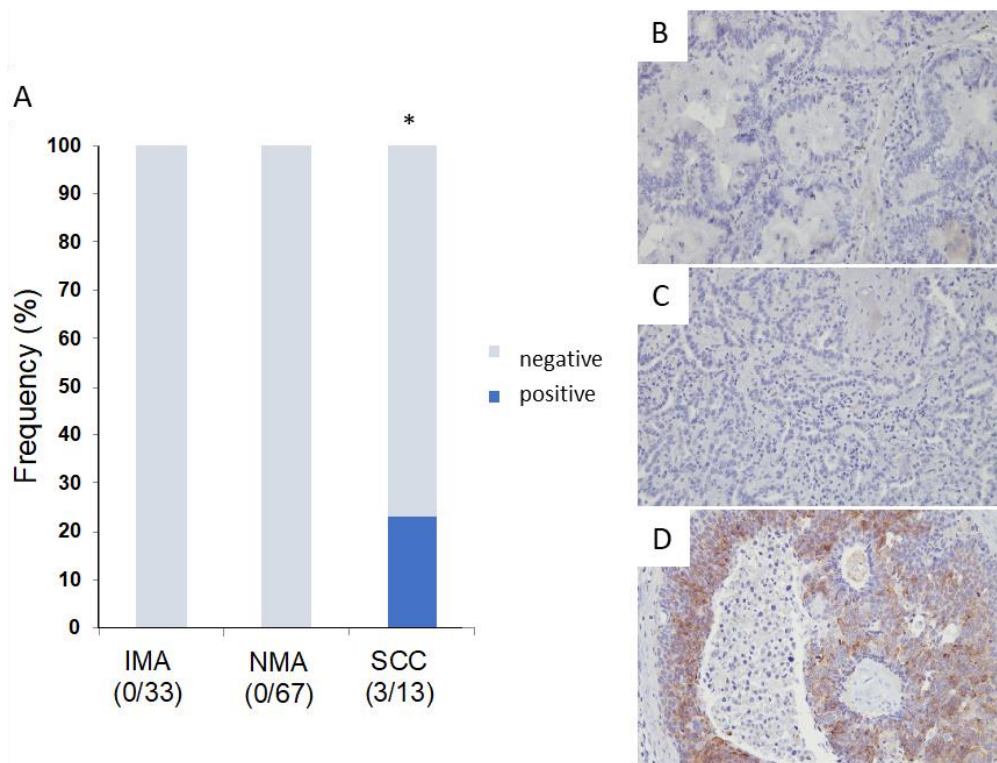 A
*
Frequency (%)
100
90
80
70
60
50
40
30
20
10
0
IMA
(0/33)
NMA
(0/67)
SCC
(3/13)
negative
positive
B
C
D